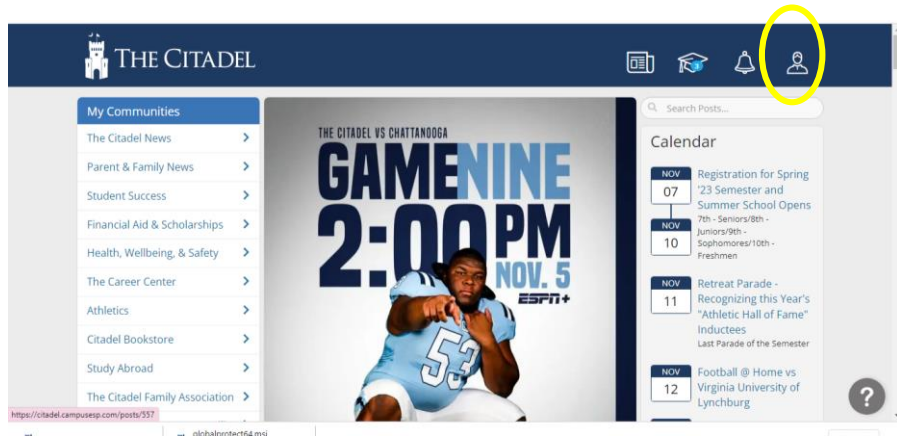 THE CITADEL
3
My Communities
The Citadel News
Parent & Family News
Student Success
Financial Aid & Scholarships
Health, Wellbeing, & Safety
The Career Center
Athletics
Citadel Bookstore
Study Abroad
The Citadel Family Association
THE CITADEL VS CHATTANOOGA
GAMENINE
2:00PM
NOV. 5
ESPN+
53
Search Posts...
Calendar
NOV
07
NOV
10
Registration for Spring
'23 Semester and
Summer School Opens
7th - Seniors/8th -
Juniors/9th -
Sophomores/10th -
Freshmen
NOV
11
Retreat Parade -
Recognizing this Year's
"Athletic Hall of Fame"
Inductees
Last Parade of the Semester
NOV
12
Football @ Home vs
Virginia University of
Lynchburg
?
https://citadel.campusesp.com/posts/557
globalprotect64.msi